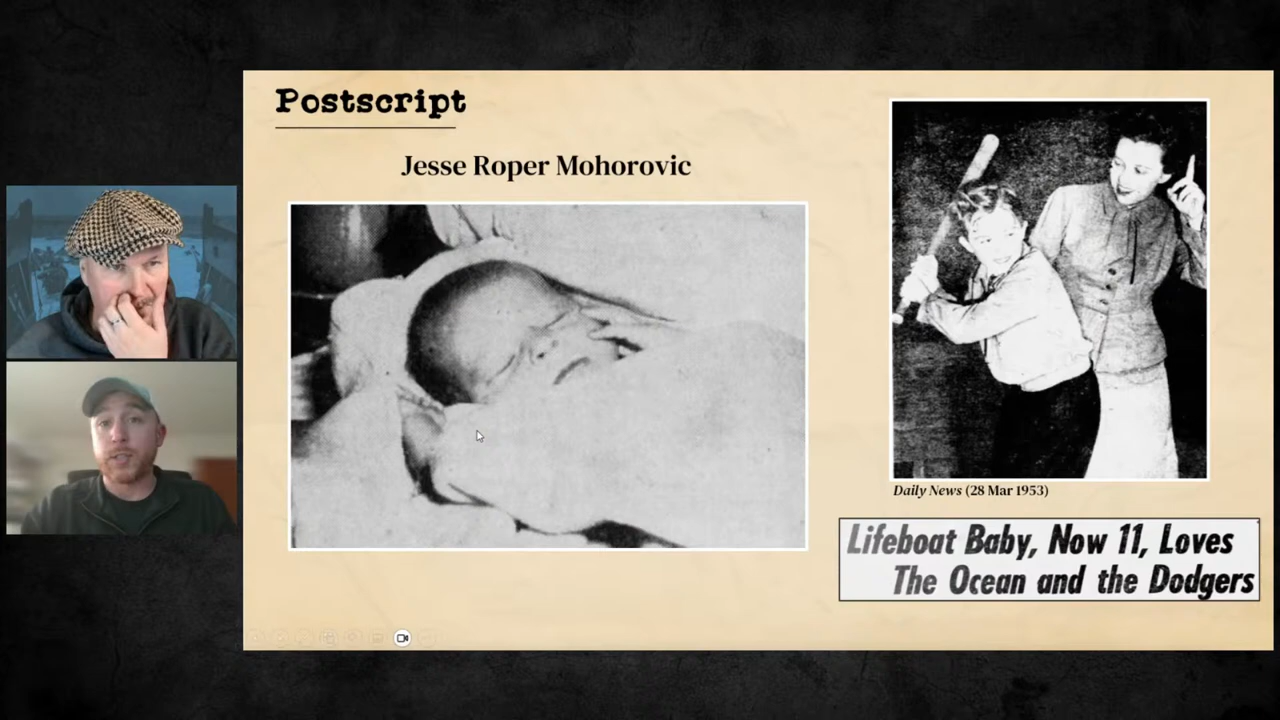 Postscript
Jesse Roper Mohorovic
Daily News (28 Mar 1953)
Lifeboat Baby, Now 11, Loves
The Ocean and the Dodgers